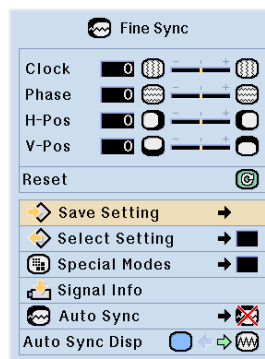 Fine Sync
Clock 0 - +
Phase 0 - +
H-Pos 0 - +
V-Pos 0 - +
Reset
Save Setting
Select Setting
Special Modes
Signal Info
Auto Sync
Auto Sync Disp